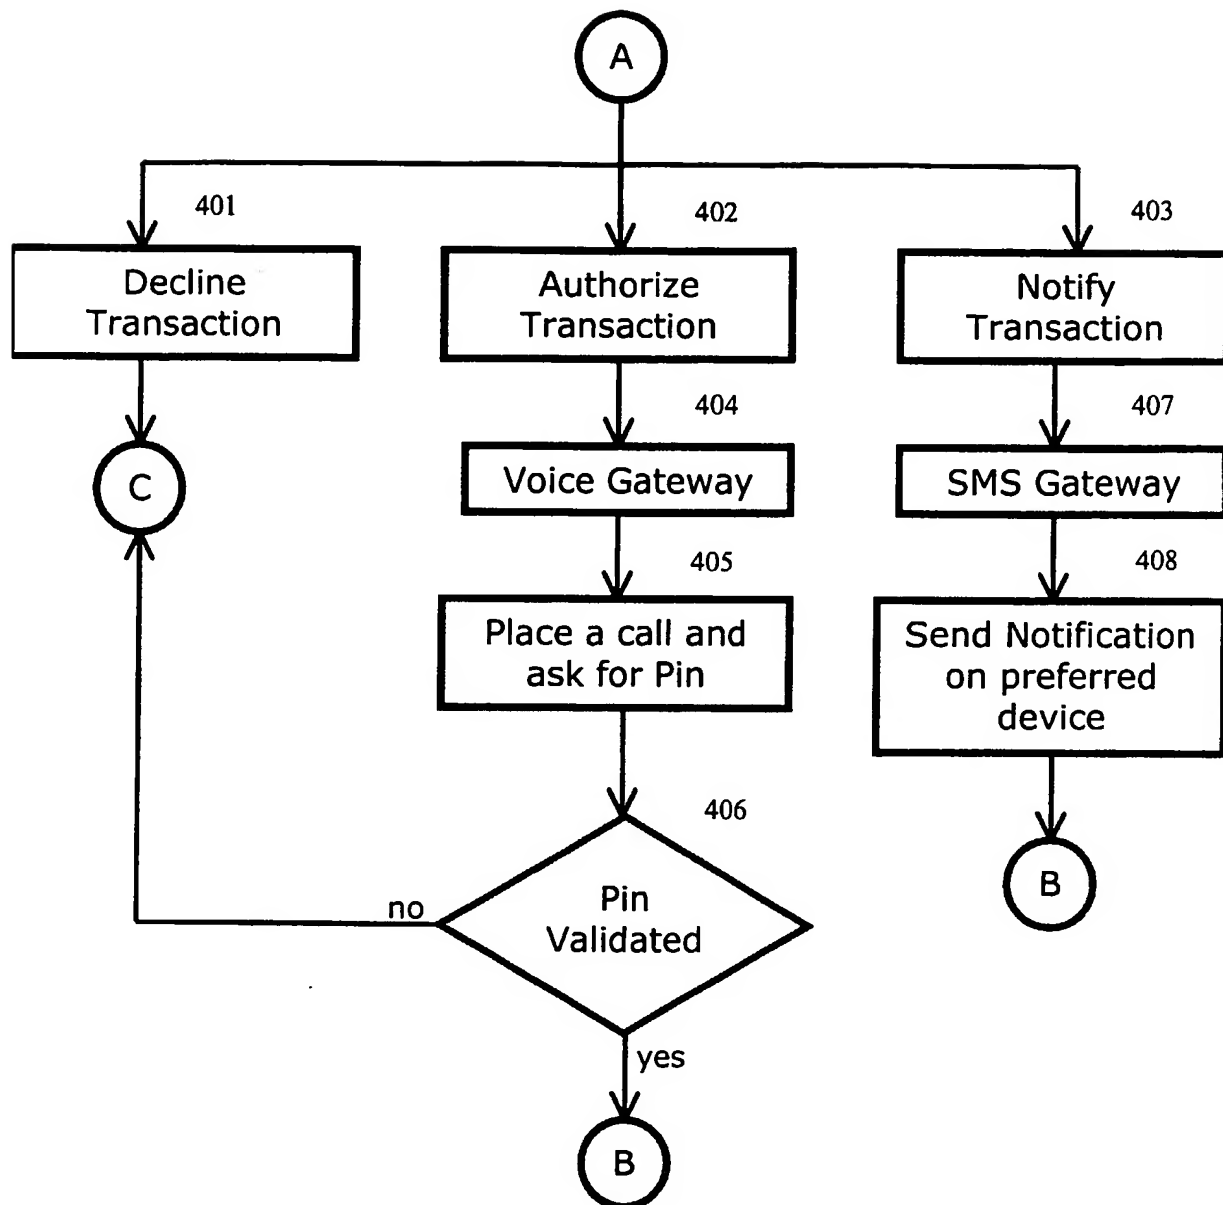 A
401
402
403
Decline
Transaction
Authorize
Transaction
Notify
Transaction
404
407
C
Voice Gateway
SMS Gateway
405
408
Place a call and
ask for Pin
Send Notification
on preferred
device
406
B
no
Pin
Validated
yes
B